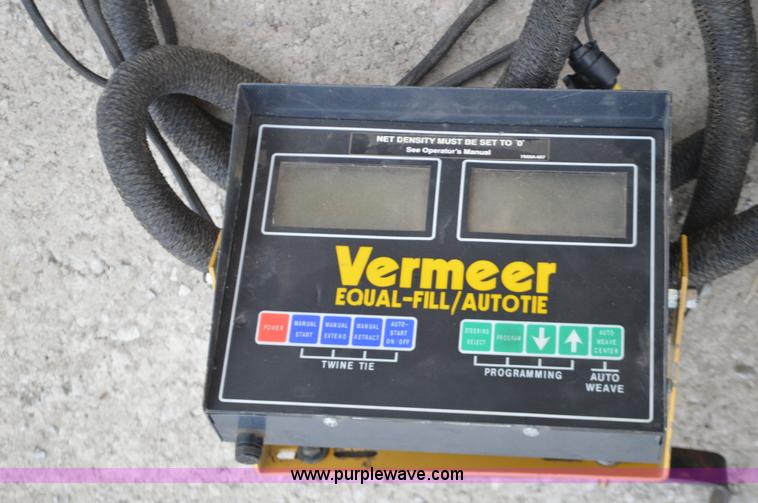 NET DENSITY MUST BE SET TO '0'
See Operator's Manual
Vermeer
EQUAL-FILL/AUTOTIE
POWER
MANUAL START
MANUAL EXTEND
MANUAL RETRACT
AUTO-START ON/OFF
STEERING SELECT
PROGRAM
AUTO WEAVE CENTER
TWINE TIE
PROGRAMMING
AUTO WEAVE
www.purplewave.com